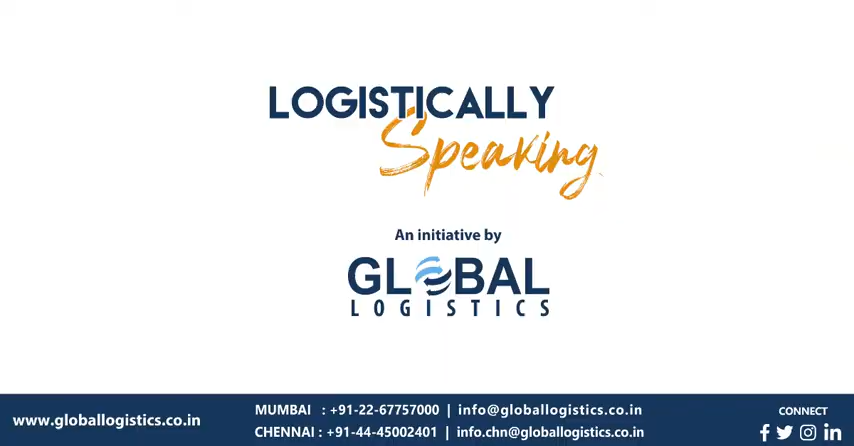 LOGISTICALLY
Speaking
An initiative by
GLOBAL
LOGISTICS
www.globallogistics.co.in
MUMBAI : +91-22-67757000 | info@globallogistics.co.in
CHENNAI : +91-44-45002401 | info.chn@globallogistics.co.in
CONNECT